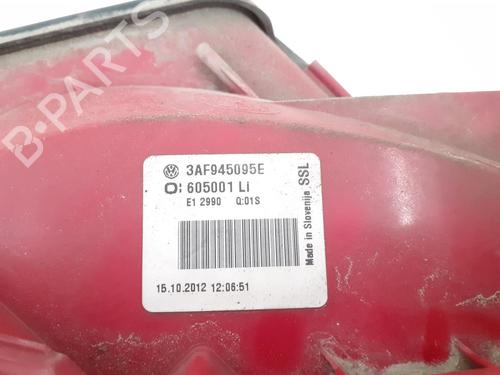 B-PARTS
3AF945095E
605001 Li
E1 2990 Q:01S
15.10.2012 12:06:51
Made in Slovenija SSL